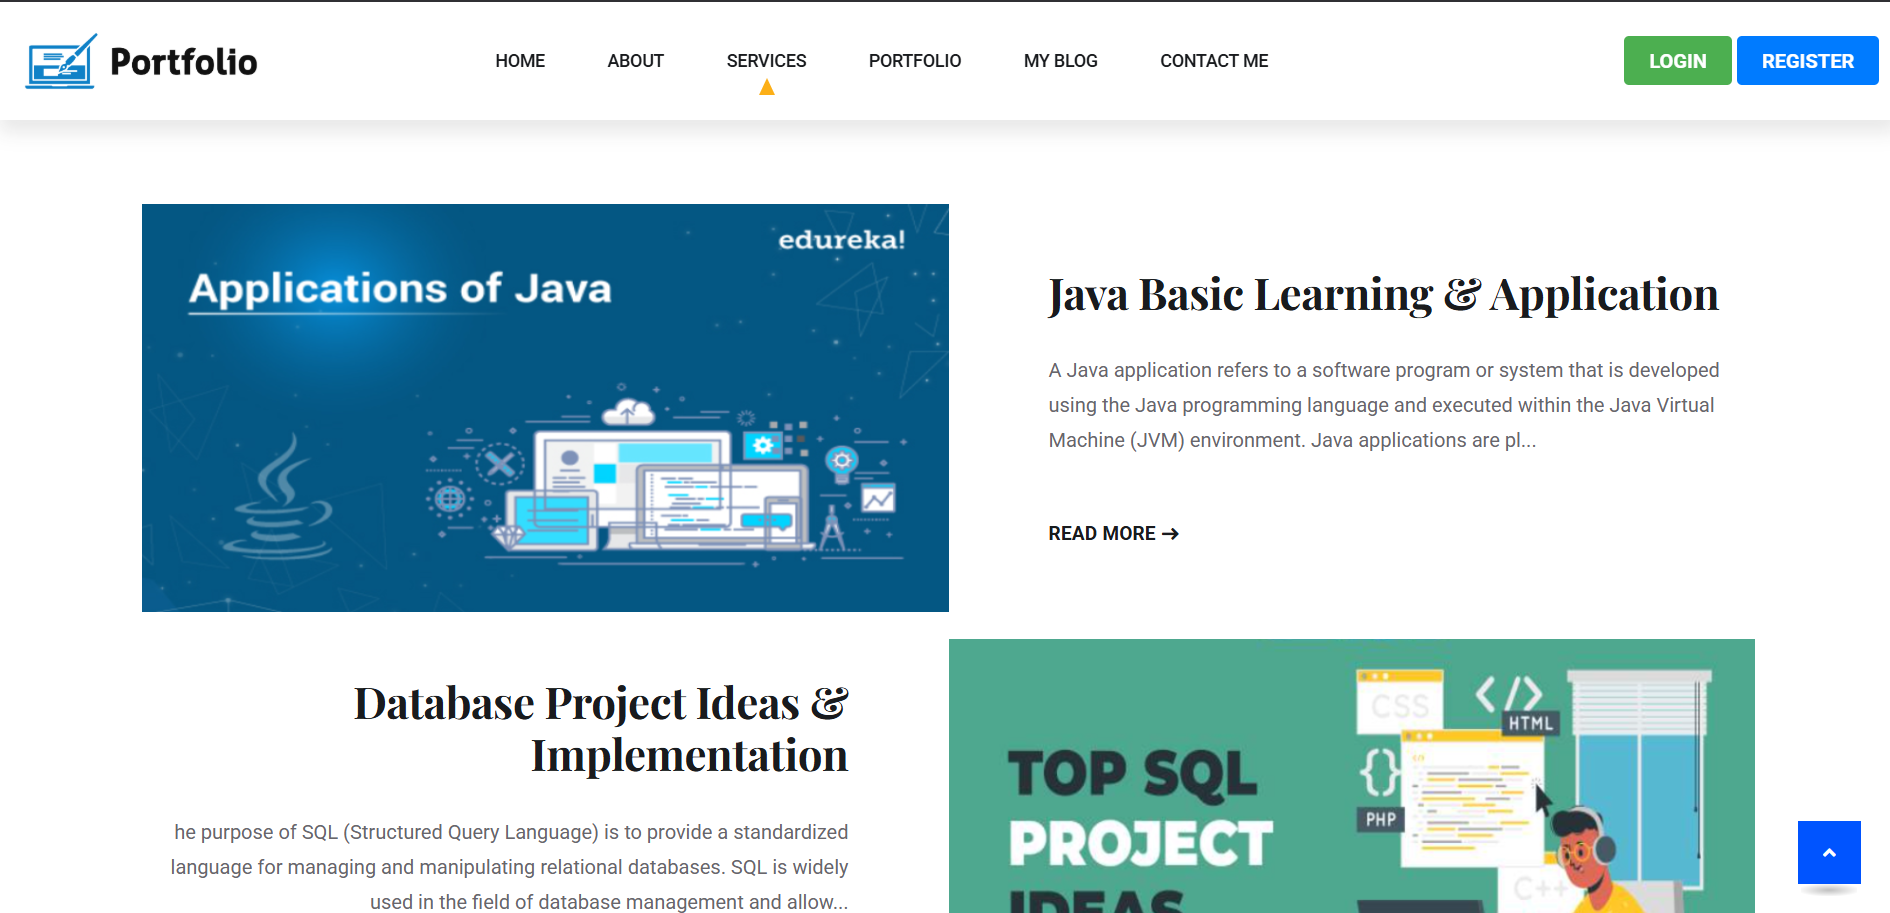 Portfolio
HOME
ABOUT
SERVICES
PORTFOLIO
MY BLOG
CONTACT ME
LOGIN
REGISTER
edureka!
Applications of Java
Java Basic Learning & Application
A Java application refers to a software program or system that is developed
using the Java programming language and executed within the Java Virtual
Machine (JVM) environment. Java applications are pl...
READ MORE →
Database Project Ideas &
Implementation
he purpose of SQL (Structured Query Language) is to provide a standardized
language for managing and manipulating relational databases. SQL is widely
used in the field of database management and allow...
CSS
</>
HTML
{}
PHP
TOP SQL
PROJECT
IDEAS
C++